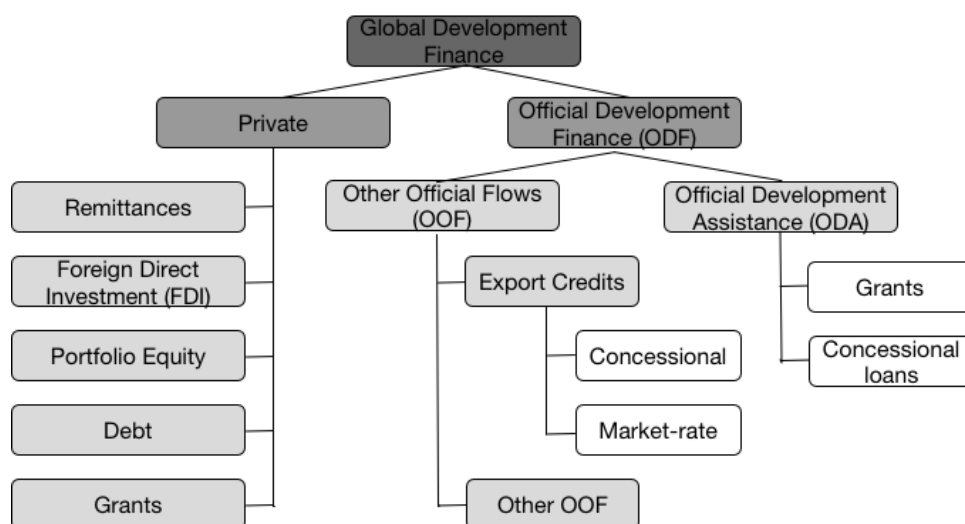 Global Development
Finance
Private
Official Development
Finance (ODF)
Remittances
Other Official Flows
(OOF)
Official Development
Assistance (ODA)
Foreign Direct
Investment (FDI)
Export Credits
Grants
Portfolio Equity
Concessional
Concessional
loans
Debt
Market-rate
Grants
Other OOF